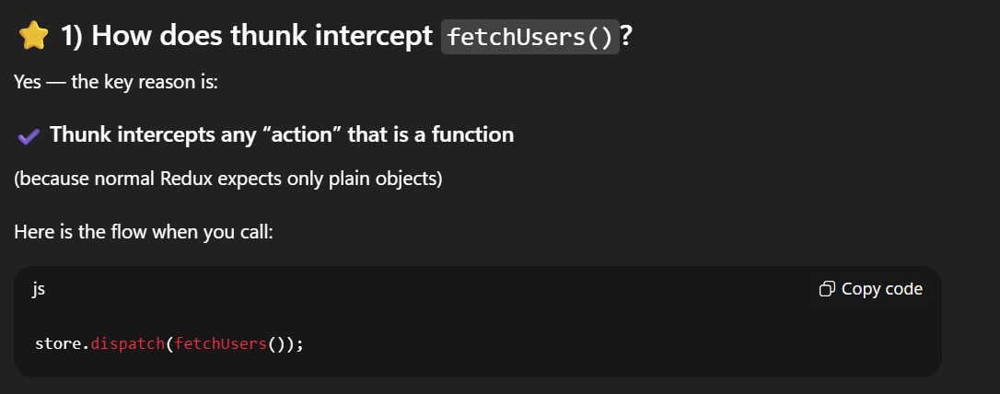 ⭐ 1) How does thunk intercept fetchUsers()?
Yes — the key reason is:
✔ Thunk intercepts any “action” that is a function
(because normal Redux expects only plain objects)
Here is the flow when you call:
js
Copy code
store.dispatch(fetchUsers());